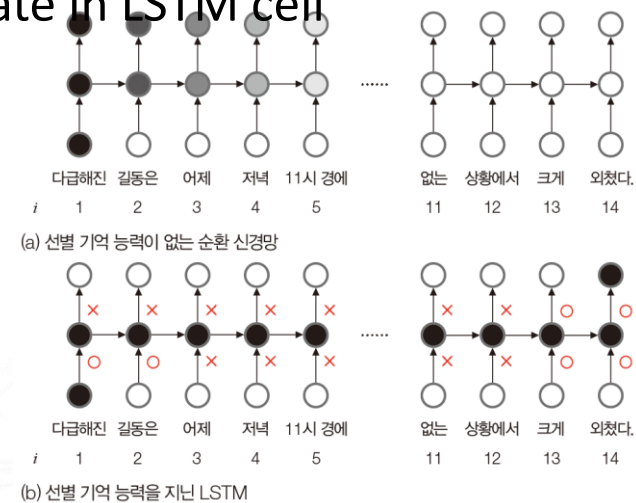 ate in LSTM cell
......
다급해진 길동은 어제 저녁 11시 경에 없는 상황에서 크게 외쳤다.
i 1 2 3 4 5 11 12 13 14
(a) 선별 기억 능력이 없는 순환 신경망
× × × × × × × ○ ○
......
○ ○ × × × × × ○ ○
다급해진 길동은 어제 저녁 11시 경에 없는 상황에서 크게 외쳤다.
i 1 2 3 4 5 11 12 13 14
(b) 선별 기억 능력을 지닌 LSTM